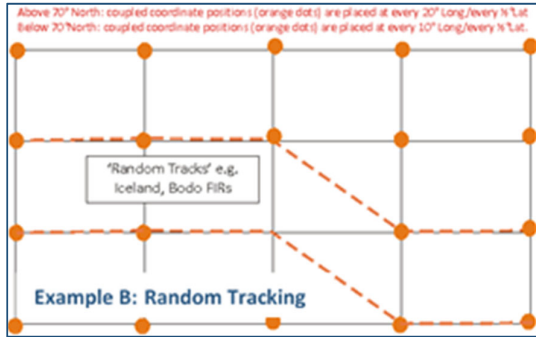 Above 70° North: coupled coordinate positions (orange dots) are placed at every 20° Long/every ½°Lat
Below 70°North: coupled coordinate positions (orange dots) are placed at every 10° Long/every ½°Lat.
'Random Tracks' e.g.
Iceland, Bodo FIRs
Example B: Random Tracking